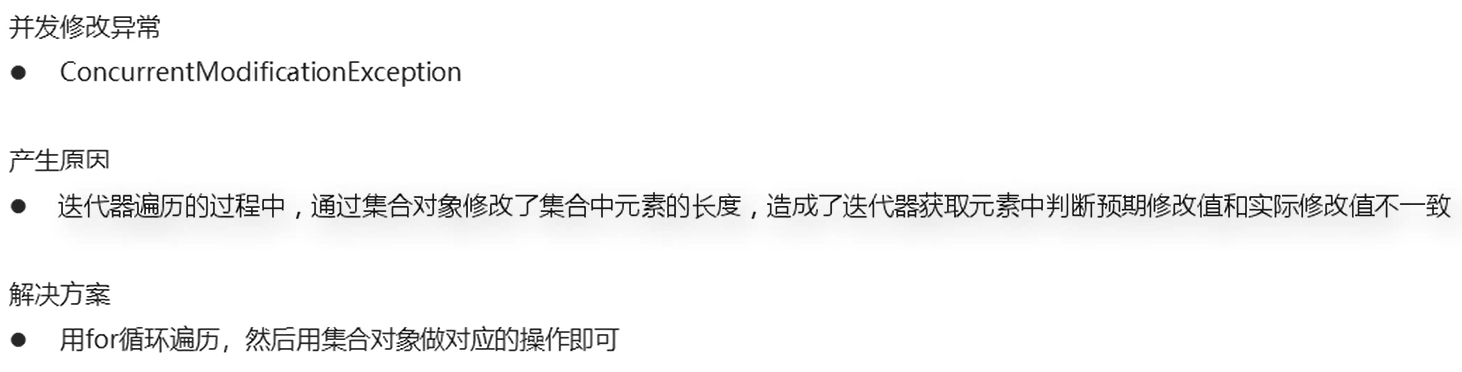 并发修改异常
● ConcurrentModificationException
产生原因
● 迭代器遍历的过程中，通过集合对象修改了集合中元素的长度，造成了迭代器获取元素中判断预期修改值和实际修改值不一致
解决方案
● 用for循环遍历，然后用集合对象做对应的操作即可